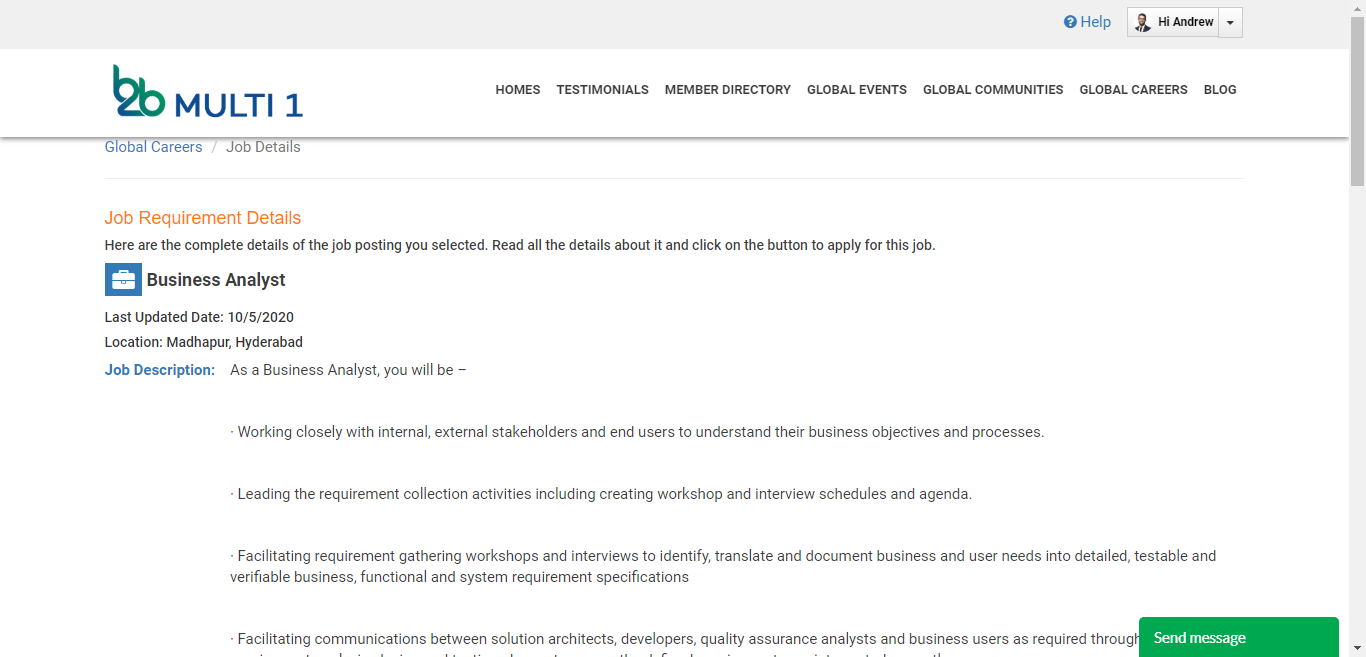 Help
Hi Andrew
b2b MULTI 1
HOMES TESTIMONIALS MEMBER DIRECTORY GLOBAL EVENTS GLOBAL COMMUNITIES GLOBAL CAREERS BLOG
Global Careers / Job Details
Job Requirement Details
Here are the complete details of the job posting you selected. Read all the details about it and click on the button to apply for this job.
Business Analyst
Last Updated Date: 10/5/2020
Location: Madhapur, Hyderabad
Job Description: As a Business Analyst, you will be –
· Working closely with internal, external stakeholders and end users to understand their business objectives and processes.
· Leading the requirement collection activities including creating workshop and interview schedules and agenda.
· Facilitating requirement gathering workshops and interviews to identify, translate and document business and user needs into detailed, testable and
verifiable business, functional and system requirement specifications
· Facilitating communications between solution architects, developers, quality assurance analysts and business users as required through
Send message